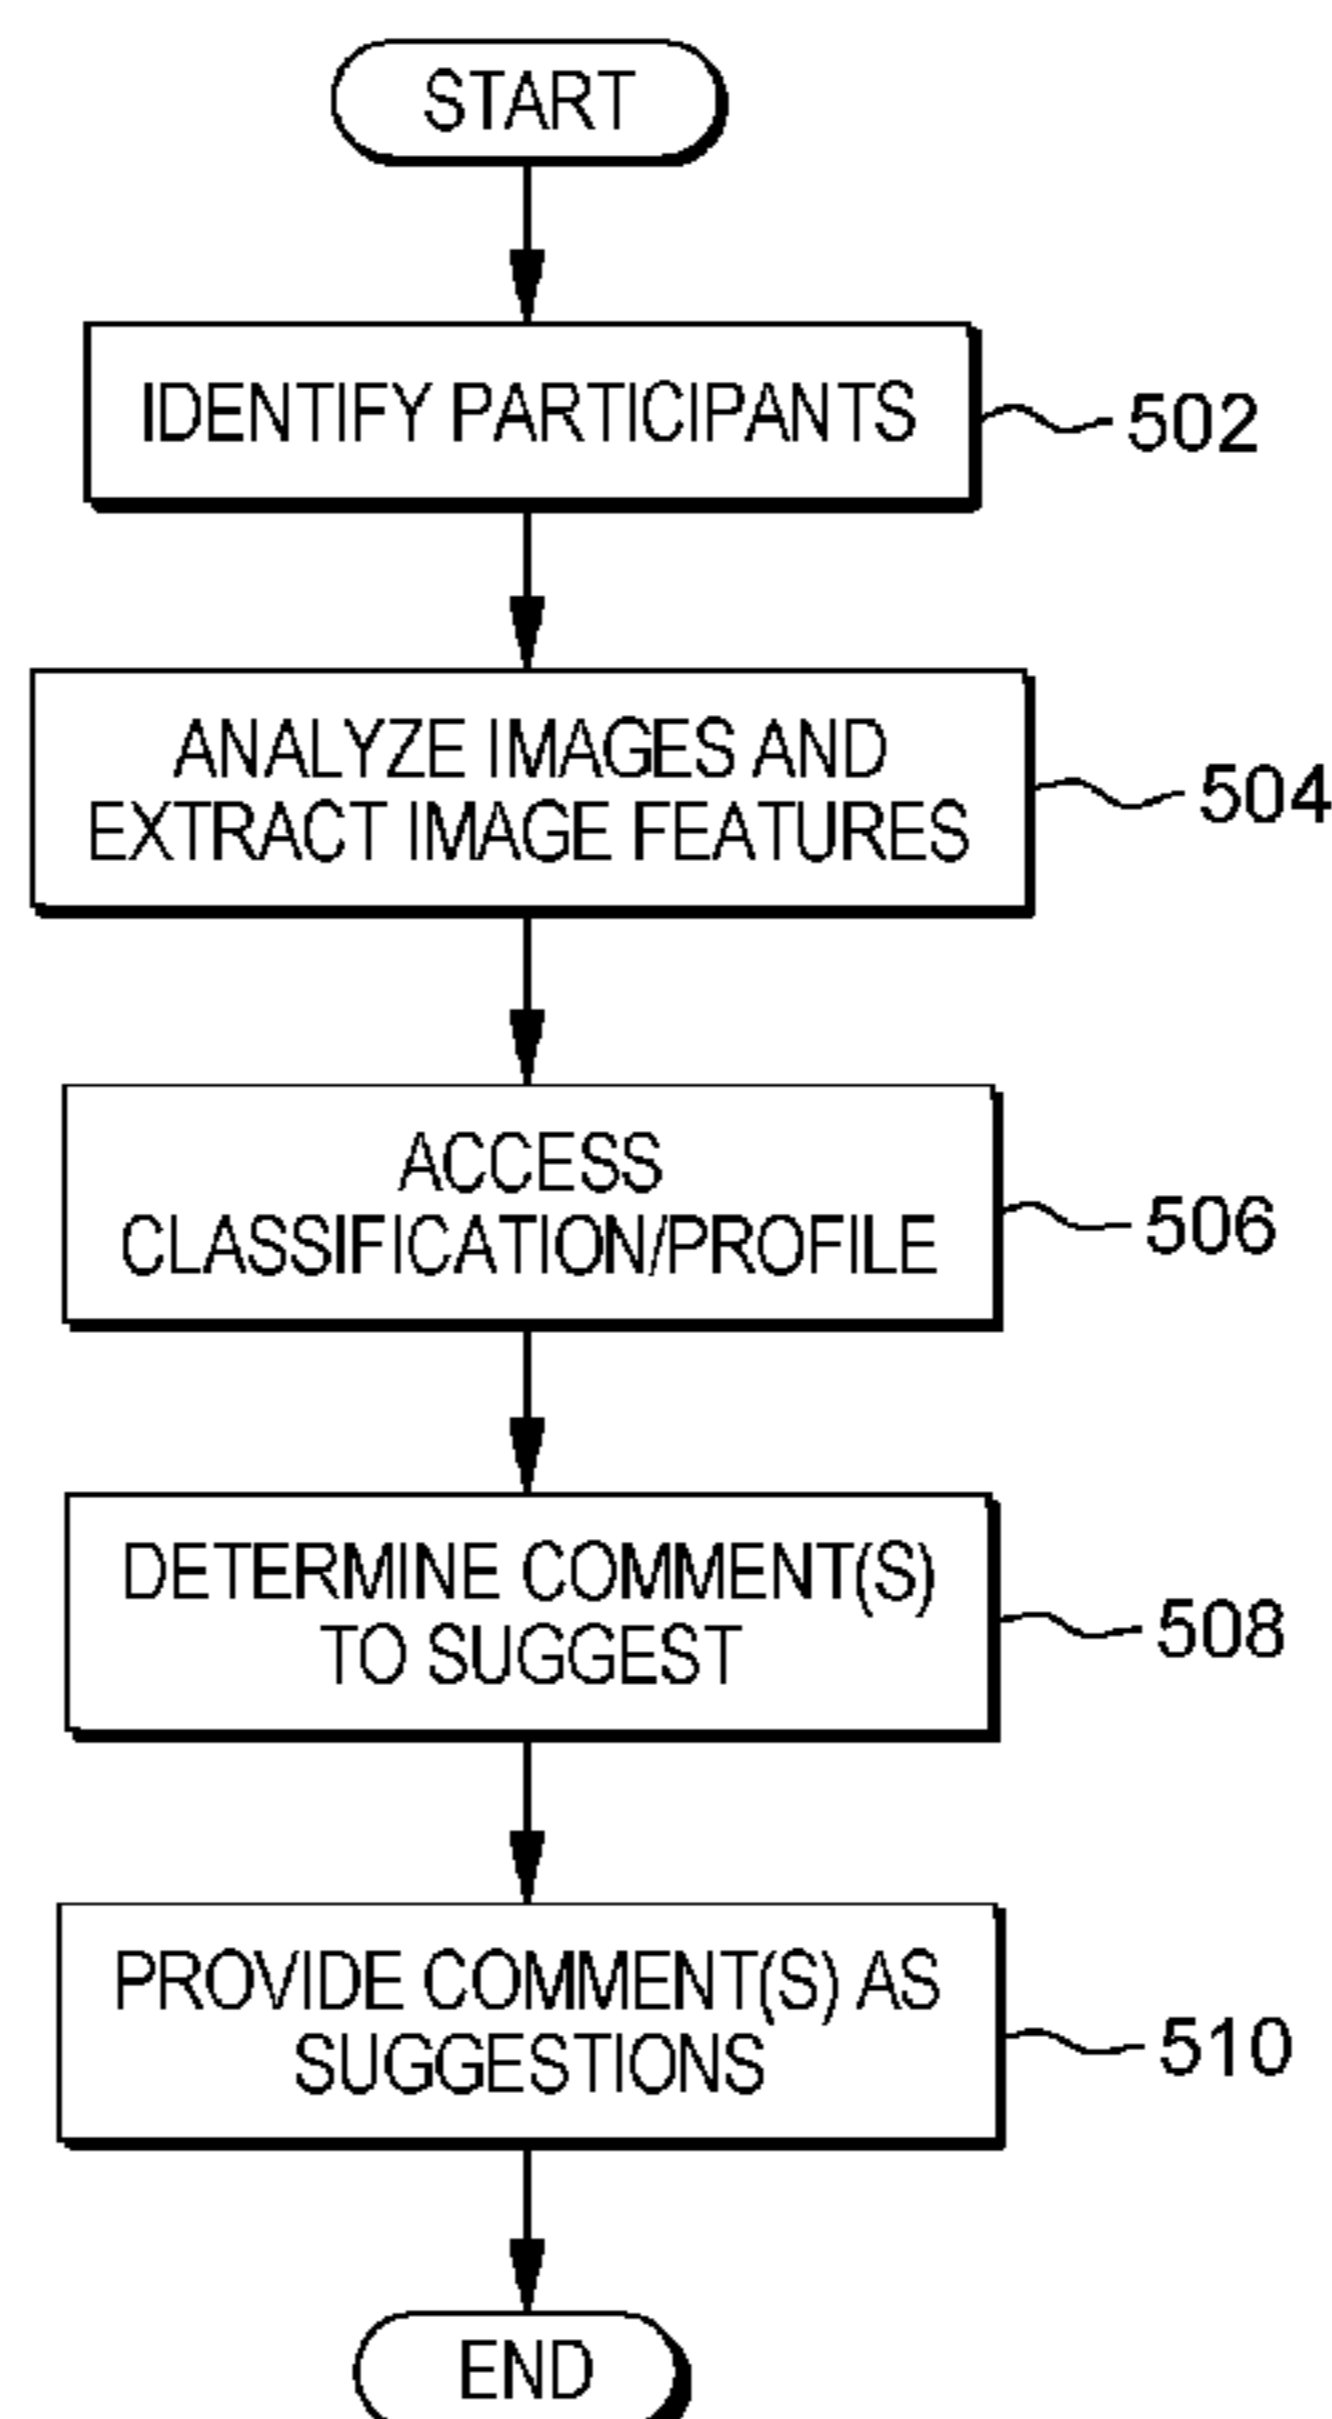 START
IDENTIFY PARTICIPANTS
502
ANALYZE IMAGES AND
EXTRACT IMAGE FEATURES
504
ACCESS
CLASSIFICATION/PROFILE
506
DETERMINE COMMENT(S)
TO SUGGEST
508
PROVIDE COMMENT(S) AS
SUGGESTIONS
510
END